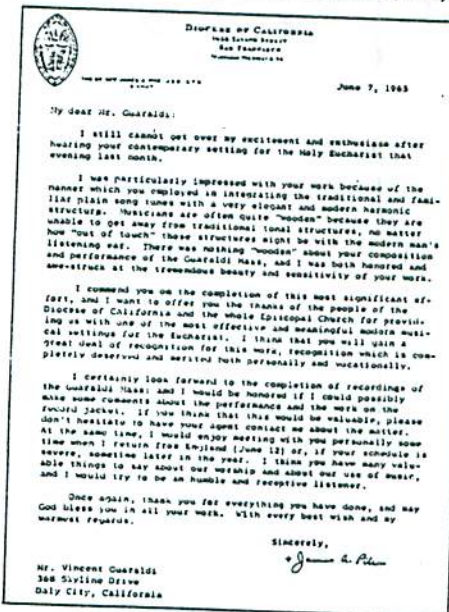 DIOCESE OF CALIFORNIA
SAN FRANCISCO
June 7, 1965
My dear Mr. Guaraldi:
I still cannot get over my excitement and enthusiasm after
hearing your contemporary setting for the Holy Eucharist that
evening last month.
I was particularly impressed with your work because of the
manner which you employed in integrating the traditional and fami-
liar plain song tunes with a very elegant and modern harmonic
structure. Musicians are often quite "wooden" because they are
unable to get away from traditional tonal structures, no matter
how "out of touch" those structures might be with the modern man's
listening ear. There was nothing "wooden" about your composition
and performance of the Guaraldi Mass, and I was both honored and
awe-struck at the tremendous beauty and sensitivity of your work.
I commend you on the completion of this most significant ef-
fort, and I want to offer you the thanks of the people of the
Diocese of California and the whole Episcopal Church for provid-
ing us with one of the most effective and meaningful modern musi-
cal settings for the Eucharist. I think that you will gain a
great deal of recognition for this work, recognition which is com-
pletely deserved and merited both personally and vocationally.
I certainly look forward to the completion of recordings of
the Guaraldi Mass; and I would be honored if I could possibly
make some comments about the performance and the work on the
record jacket. If you think that this would be valuable, please
don't hesitate to have your agent contact me about the matter.
At the same time, I would enjoy meeting with you personally some
time when I return from England (June 12) or, if your schedule is
severe, sometime later in the year. I think you have many valu-
able things to say about our worship and about our use of music,
and I would try to be an humble and receptive listener.
Once again, thank you for everything you have done, and may
God bless you in all your work. With every best wish and my
warmest regards.
Sincerely,
+ James A. Pike
Mr. Vincent Guaraldi
368 Skyline Drive
Daly City, California